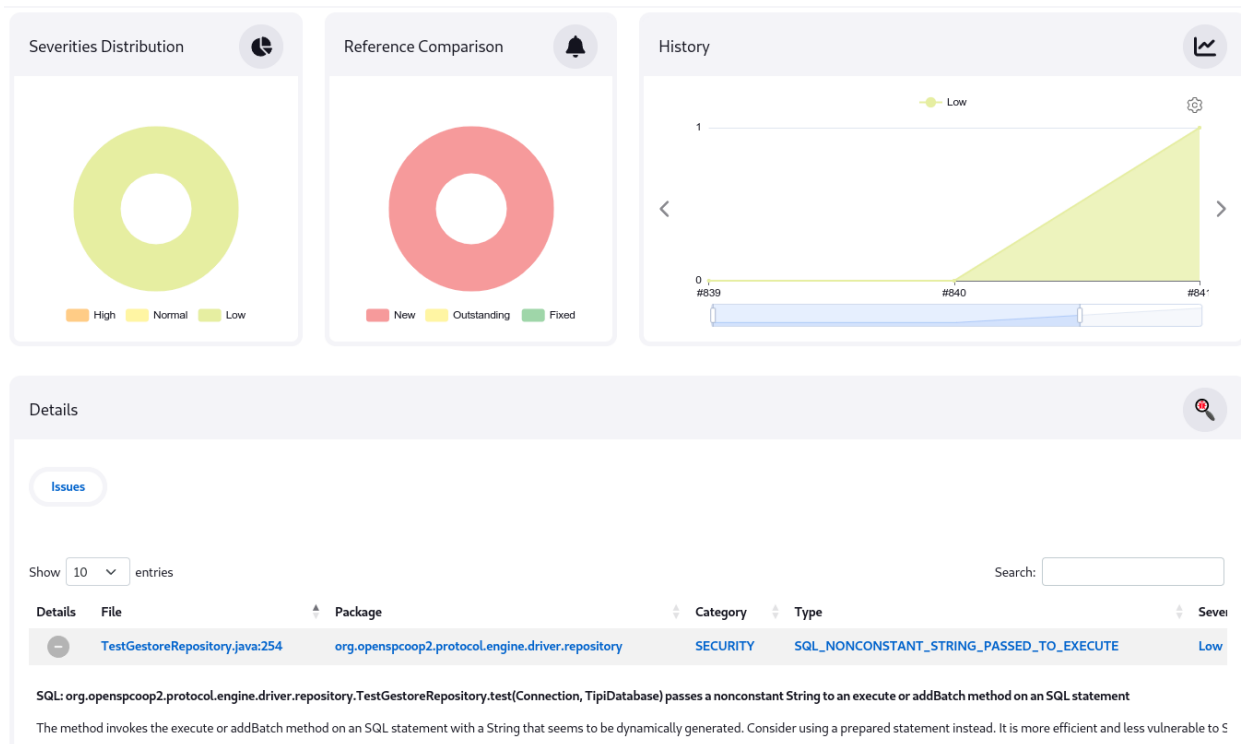 Severities Distribution
Reference Comparison
History
Low
1
0
#839
#840
#841
High Normal Low
New Outstanding Fixed
Details
Issues
Show 10 entries
Search:
Details File Package Category Type
TestGestoreRepository.java:254 org.openspcoop2.protocol.engine.driver.repository SECURITY SQL_NONCONSTANT_STRING_PASSED_TO_EXECUTE Low
SQL: org.openspcoop2.protocol.engine.driver.repository.TestGestoreRepository.test(Connection, TipiDatabase) passes a nonconstant String to an execute or addBatch method on an SQL statement
The method invokes the execute or addBatch method on an SQL statement with a String that seems to be dynamically generated. Consider using a prepared statement instead. It is more efficient and less vulnerable to